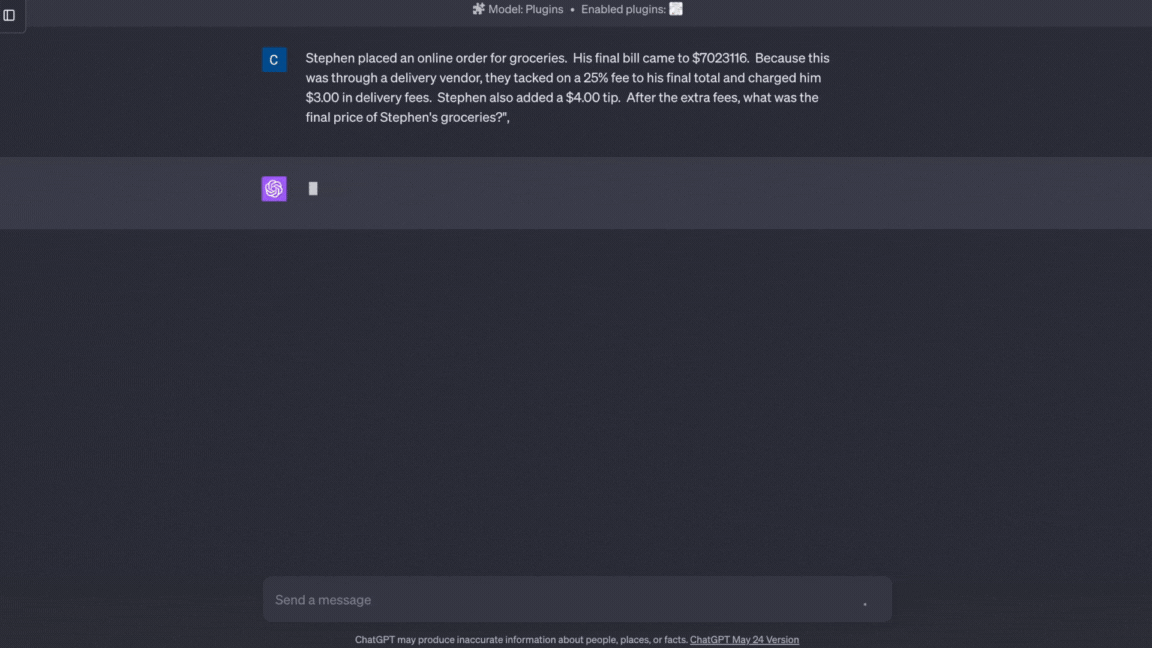 Model: Plugins • Enabled plugins:
C
Stephen placed an online order for groceries.  His final bill came to $7023116.  Because this
was through a delivery vendor, they tacked on a 25% fee to his final total and charged him
$3.00 in delivery fees.  Stephen also added a $4.00 tip.  After the extra fees, what was the
final price of Stephen's groceries?",
Send a message
ChatGPT may produce inaccurate information about people, places, or facts. ChatGPT May 24 Version